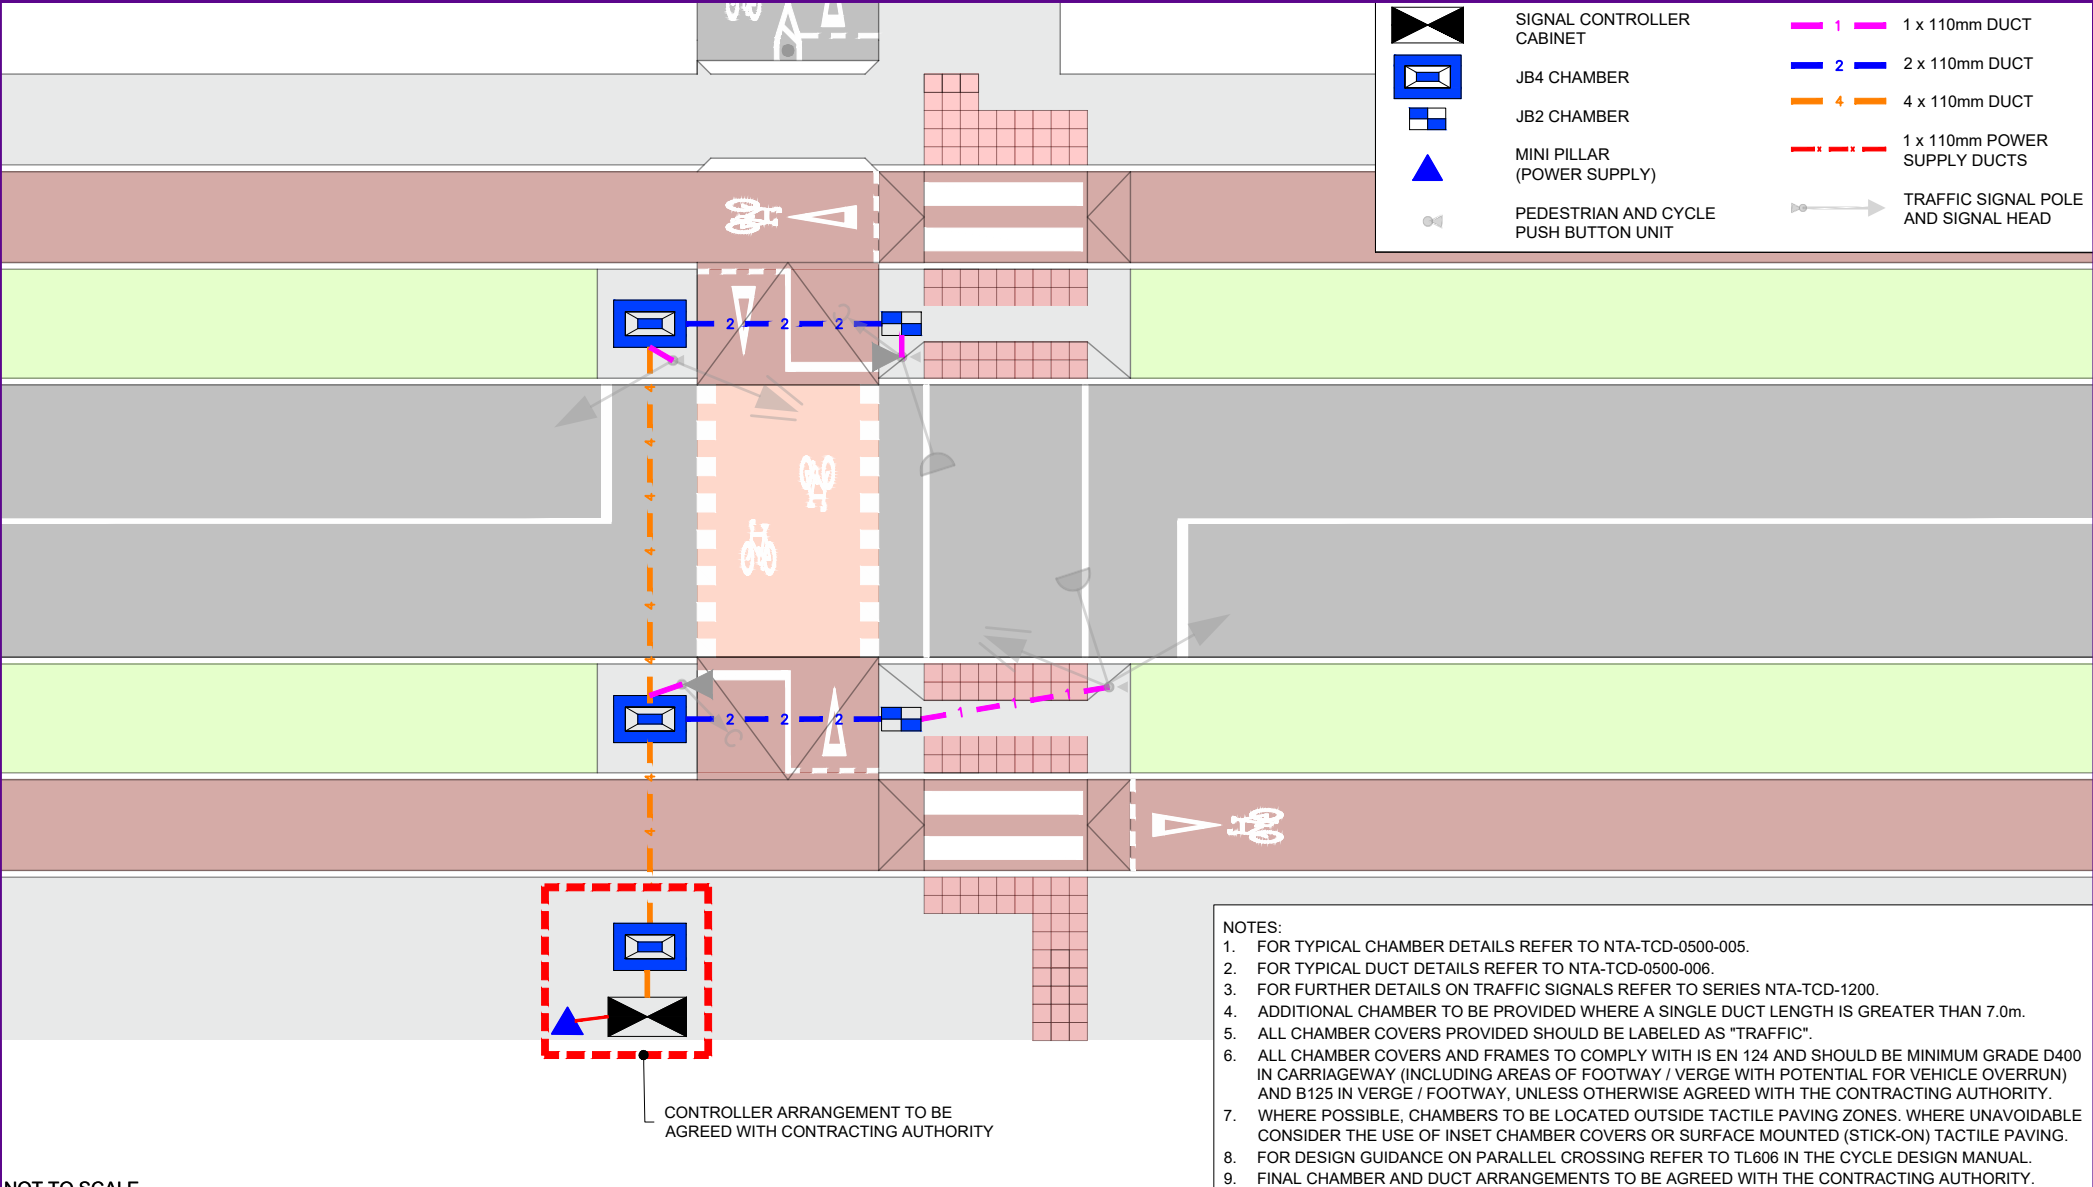 SIGNAL CONTROLLER
CABINET
JB4 CHAMBER
JB2 CHAMBER
MINI PILLAR
(POWER SUPPLY)
PEDESTRIAN AND CYCLE
PUSH BUTTON UNIT
1 1 x 110mm DUCT
2 2 x 110mm DUCT
4 4 x 110mm DUCT
1 x 110mm POWER
SUPPLY DUCTS
TRAFFIC SIGNAL POLE
AND SIGNAL HEAD
2 2 2
4
4
4
4
4
4
2 2 2
1 1 1
4
4
CONTROLLER ARRANGEMENT TO BE
AGREED WITH CONTRACTING AUTHORITY
NOTES:
1. FOR TYPICAL CHAMBER DETAILS REFER TO NTA-TCD-0500-005.
2. FOR TYPICAL DUCT DETAILS REFER TO NTA-TCD-0500-006.
3. FOR FURTHER DETAILS ON TRAFFIC SIGNALS REFER TO SERIES NTA-TCD-1200.
4. ADDITIONAL CHAMBER TO BE PROVIDED WHERE A SINGLE DUCT LENGTH IS GREATER THAN 7.0m.
5. ALL CHAMBER COVERS PROVIDED SHOULD BE LABELED AS "TRAFFIC".
6. ALL CHAMBER COVERS AND FRAMES TO COMPLY WITH IS EN 124 AND SHOULD BE MINIMUM GRADE D400
IN CARRIAGEWAY (INCLUDING AREAS OF FOOTWAY / VERGE WITH POTENTIAL FOR VEHICLE OVERRUN)
AND B125 IN VERGE / FOOTWAY, UNLESS OTHERWISE AGREED WITH THE CONTRACTING AUTHORITY.
7. WHERE POSSIBLE, CHAMBERS TO BE LOCATED OUTSIDE TACTILE PAVING ZONES. WHERE UNAVOIDABLE
CONSIDER THE USE OF INSET CHAMBER COVERS OR SURFACE MOUNTED (STICK-ON) TACTILE PAVING.
8. FOR DESIGN GUIDANCE ON PARALLEL CROSSING REFER TO TL606 IN THE CYCLE DESIGN MANUAL.
9. FINAL CHAMBER AND DUCT ARRANGEMENTS TO BE AGREED WITH THE CONTRACTING AUTHORITY.
NOT TO SCALE